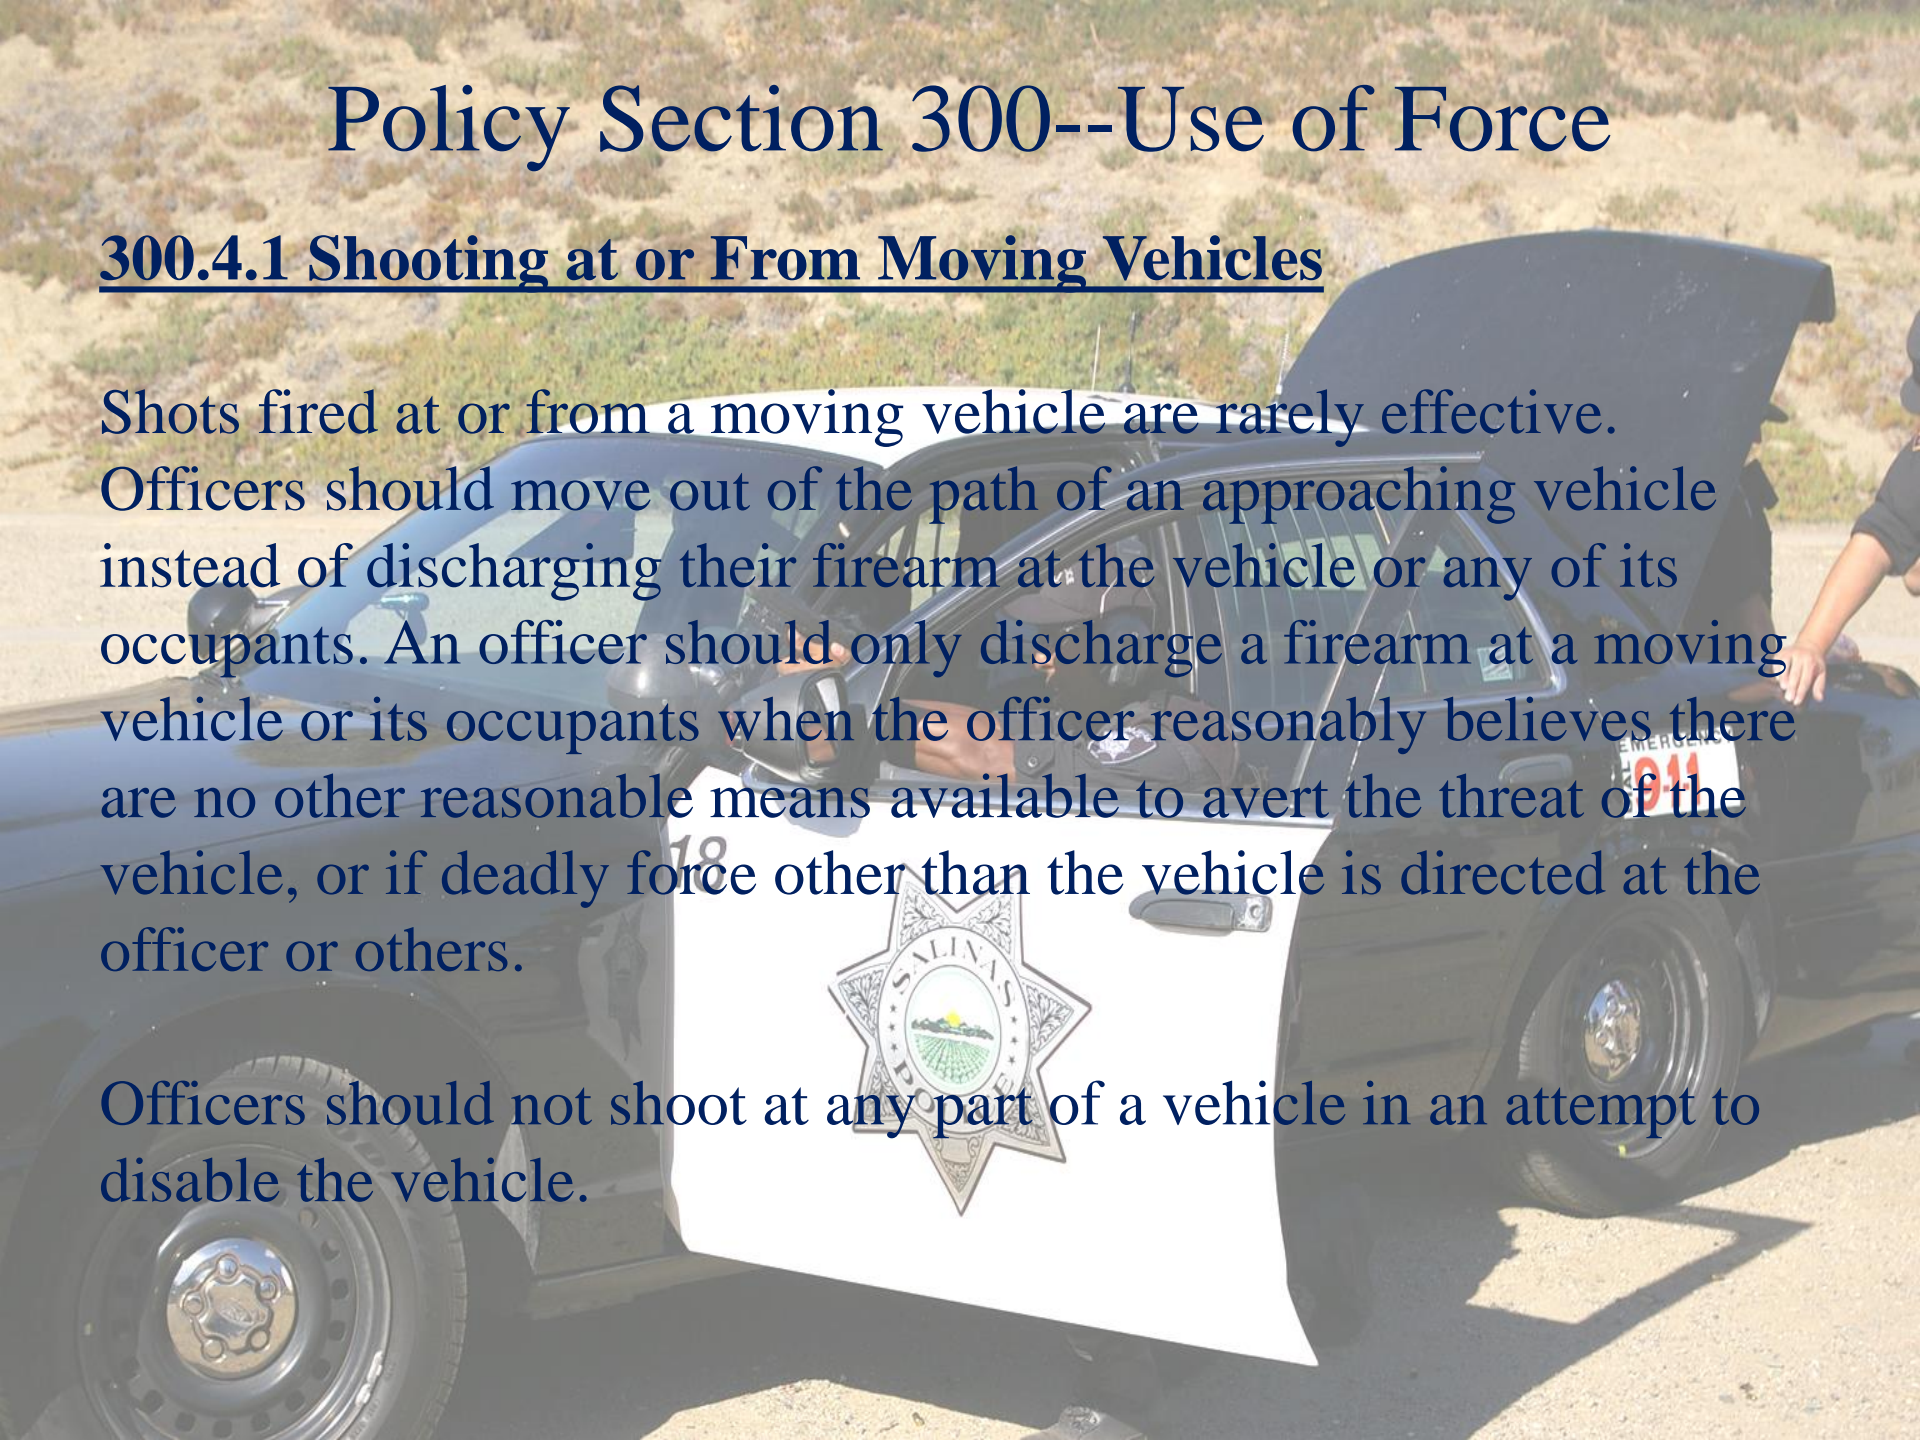 Policy Section 300--Use of Force
300.4.1 Shooting at or From Moving Vehicles
Shots fired at or from a moving vehicle are rarely effective.
Officers should move out of the path of an approaching vehicle
instead of discharging their firearm at the vehicle or any of its
occupants. An officer should only discharge a firearm at a moving
vehicle or its occupants when the officer reasonably believes there
EMERGENCY
are no other reasonable means available to avert the threat of the
911
vehicle, or if deadly force other than the vehicle is directed at the
18
officer or others.
SALINAS
POLICE
Officers should not shoot at any part of a vehicle in an attempt to
disable the vehicle.